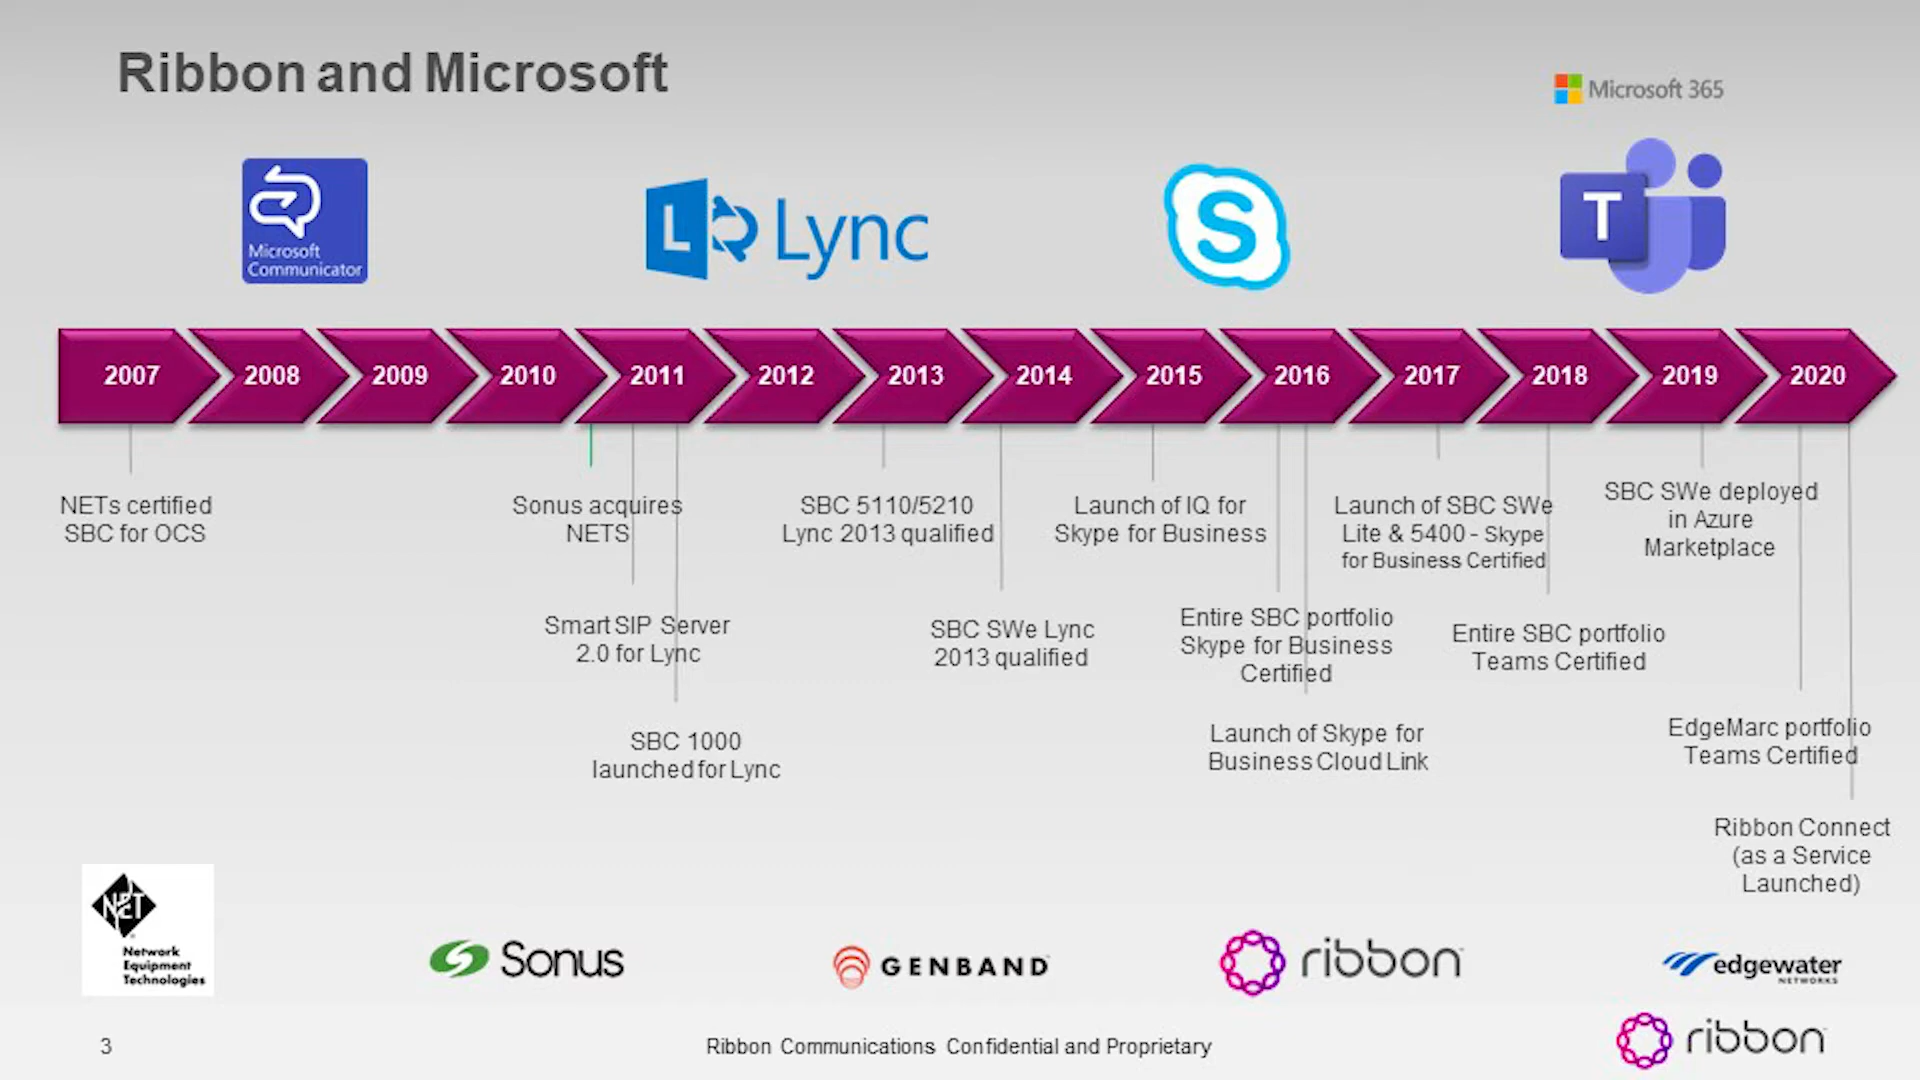 Ribbon and Microsoft
Microsoft 365
Microsoft
Communicator
L Lync
S
T
2007 2008 2009 2010 2011 2012 2013 2014 2015 2016 2017 2018 2019 2020
NETs certified
SBC for OCS
Sonus acquires
NETS
Smart SIP Server
2.0 for Lync
SBC 1000
launched for Lync
SBC 5110/5210
Lync 2013 qualified
SBC SWe Lync
2013 qualified
Launch of IQ for
Skype for Business
Entire SBC portfolio
Skype for Business
Certified
Launch of Skype for
Business Cloud Link
Launch of SBC SWe
Lite & 5400 - Skype
for Business Certified
Entire SBC portfolio
Teams Certified
SBC SWe deployed
in Azure
Marketplace
EdgeMarc portfolio
Teams Certified
Ribbon Connect
(as a Service
Launched)
NET
Network
Equipment
Technologies
Sonus
GENBAND
ribbon
edgewater
NETWORKS
3
Ribbon Communications Confidential and Proprietary
ribbon